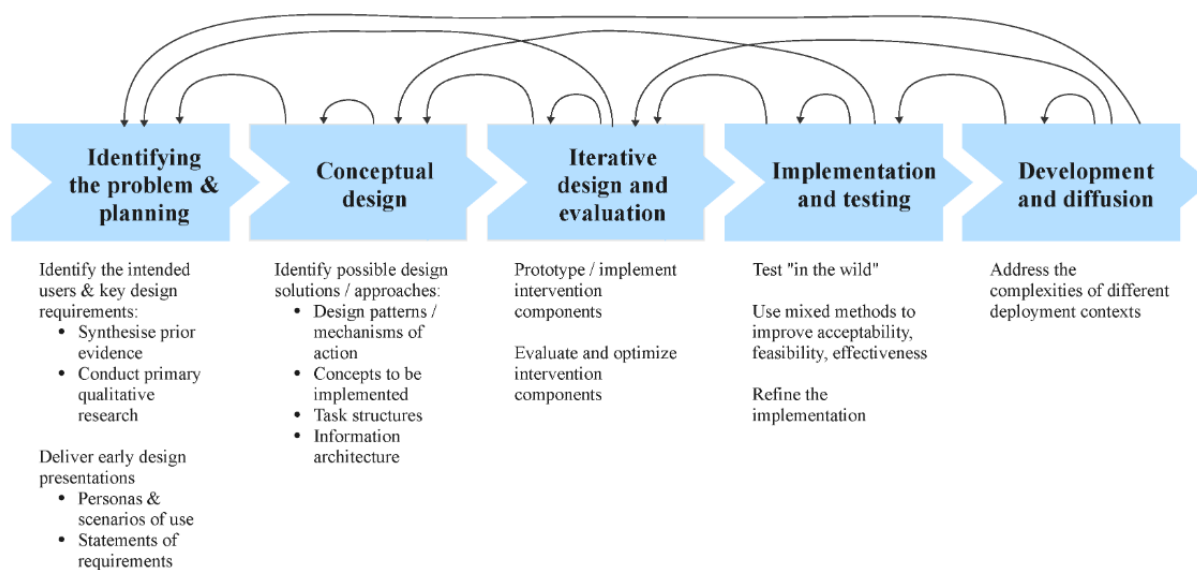 Identifying
the problem &
planning
Conceptual
design
Iterative
design and
evaluation
Implementation
and testing
Development
and diffusion
Identify the intended
users & key design
requirements:
• Synthesise prior
evidence
• Conduct primary
qualitative
research
Deliver early design
presentations
• Personas &
scenarios of use
• Statements of
requirements
Identify possible design
solutions / approaches:
• Design patterns /
mechanisms of
action
• Concepts to be
implemented
• Task structures
• Information
architecture
Prototype / implement
intervention
components
Evaluate and optimize
intervention
components
Test "in the wild"
Use mixed methods to
improve acceptability,
feasibility, effectiveness
Refine the
implementation
Address the
complexities of different
deployment contexts